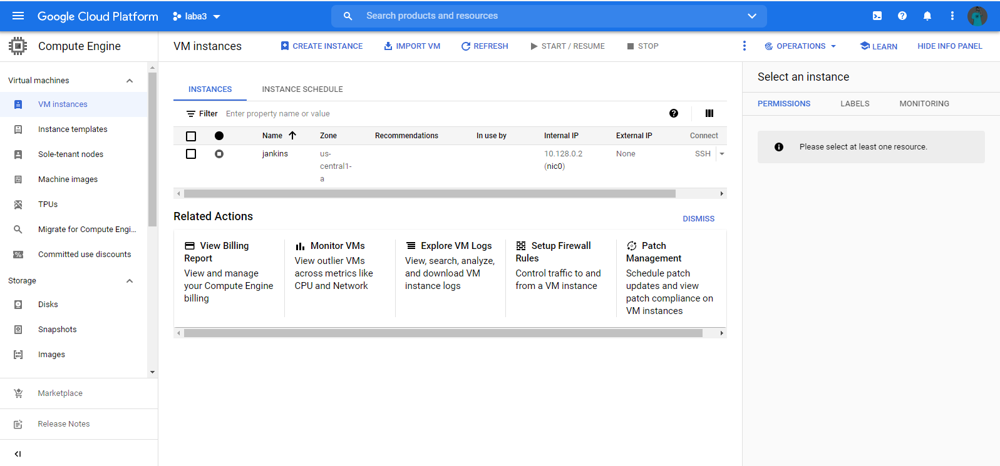 Google Cloud Platform
laba3
Search products and resources
Compute Engine
VM instances
CREATE INSTANCE
IMPORT VM
REFRESH
START / RESUME
STOP
OPERATIONS
LEARN
HIDE INFO PANEL
Virtual machines
VM instances
Instance templates
Sole-tenant nodes
Machine images
TPUs
Migrate for Compute Engi...
Committed use discounts
Storage
Disks
Snapshots
Images
Marketplace
Release Notes
INSTANCES
INSTANCE SCHEDULE
Filter
Enter property name or value
Name
Zone
Recommendations
In use by
Internal IP
External IP
Connect
jankins
us-
central1-
a
10.128.0.2
(nic0)
None
SSH
Related Actions
DISMISS
View Billing
Report
View and manage
your Compute Engine
billing
Monitor VMs
View outlier VMs
across metrics like
CPU and Network
Explore VM Logs
View, search, analyze,
and download VM
instance logs
Setup Firewall
Rules
Control traffic to and
from a VM instance
Patch
Management
Schedule patch
updates and view
patch compliance on
VM instances
Select an instance
PERMISSIONS
LABELS
MONITORING
Please select at least one resource.